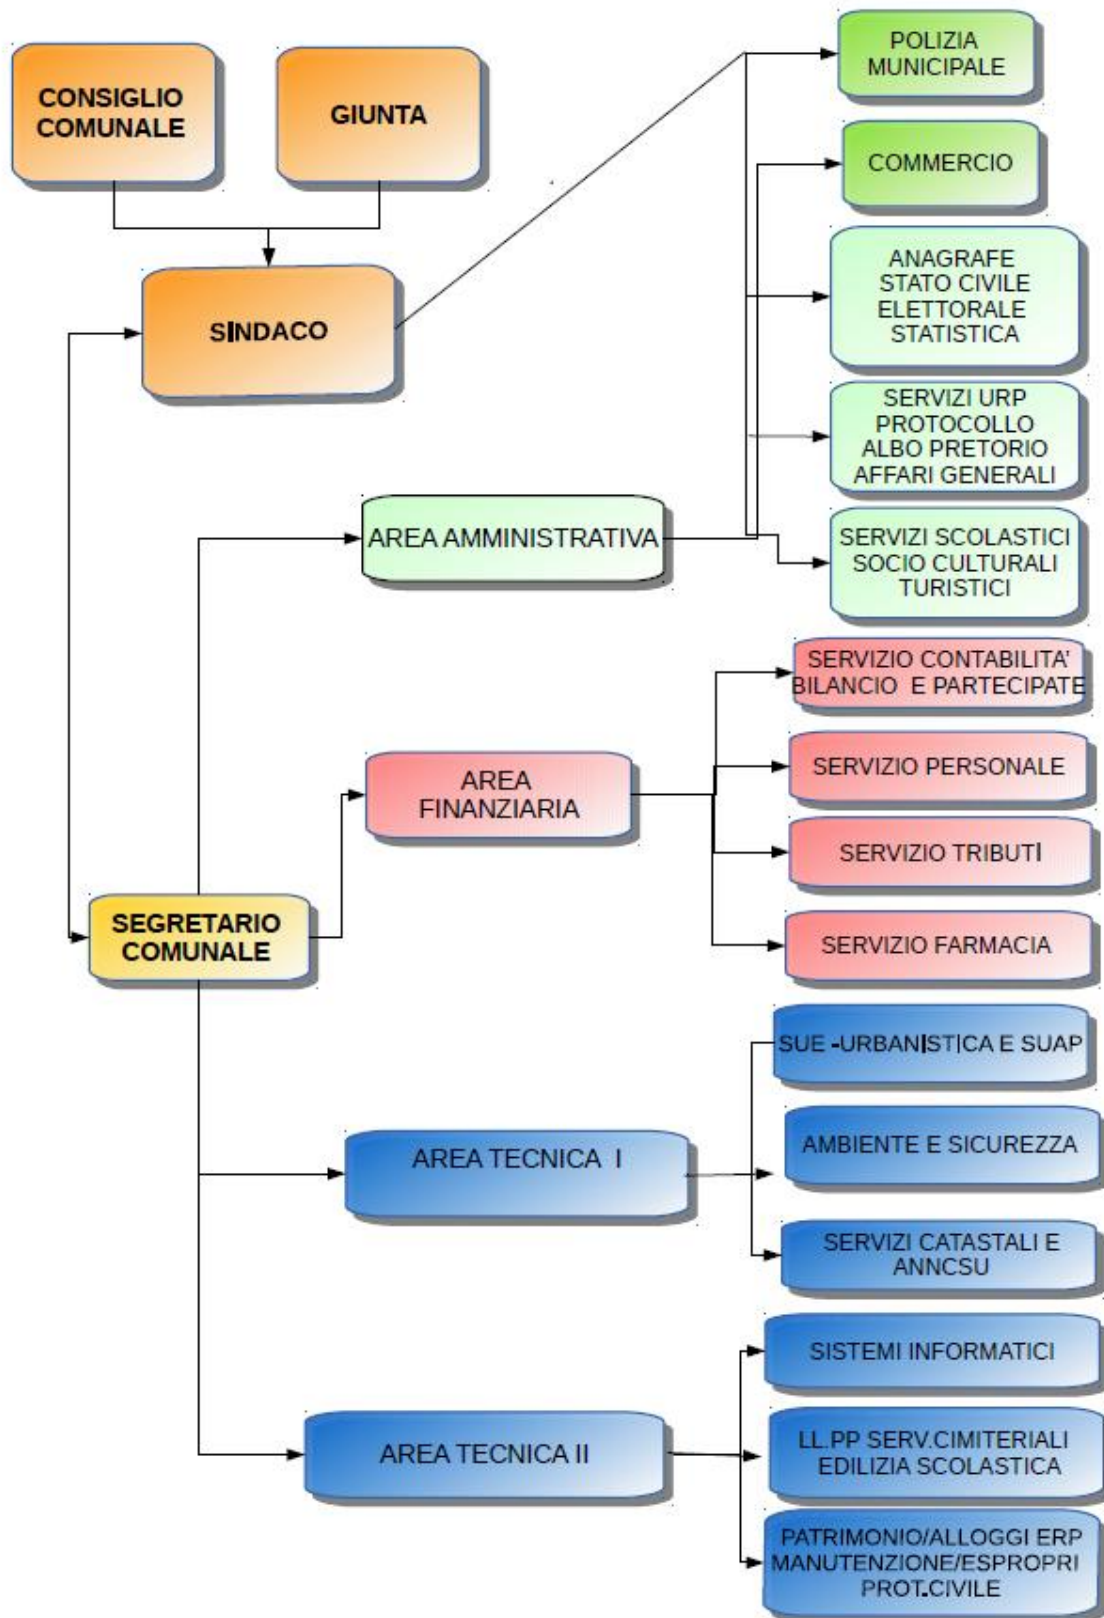 CONSIGLIO
COMUNALE
GIUNTA
SINDACO
POLIZIA
MUNICIPALE
COMMERCIO
ANAGRAFE
STATO CIVILE
ELETTORALE
STATISTICA
SERVIZI URP
PROTOCOLLO
ALBO PRETORIO
AFFARI GENERALI
AREA AMMINISTRATIVA
SERVIZI SCOLASTICI
SOCIO CULTURALI
TURISTICI
SERVIZIO CONTABILITA'
BILANCIO E PARTECIPATE
AREA
FINANZIARIA
SERVIZIO PERSONALE
SERVIZIO TRIBUTI
SERVIZIO FARMACIA
SEGRETARIO
COMUNALE
SUE -URBANISTICA E SUAP
AREA TECNICA I
AMBIENTE E SICUREZZA
SERVIZI CATASTALI E
ANNCSU
SISTEMI INFORMATICI
AREA TECNICA II
LL.PP SERV.CIMITERIALI
EDILIZIA SCOLASTICA
PATRIMONIO/ALLOGGI ERP
MANUTENZIONE/ESPROPRI
PROT.CIVILE